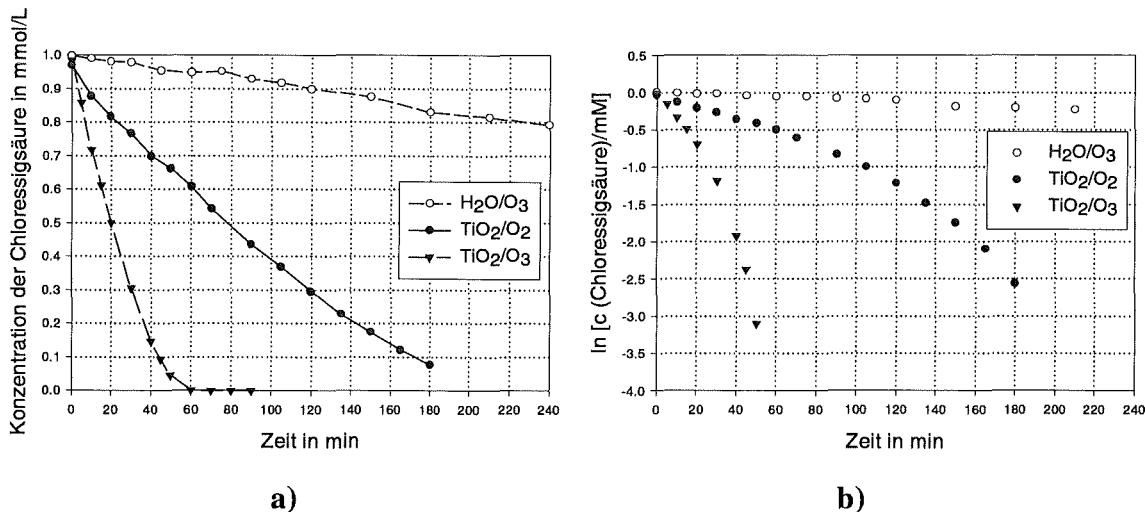 Konzentration der Chloressigsäure in mmol/L
1.0
0.9
0.8
0.7
0.6
0.5
0.4
0.3
0.2
0.1
0.0
H₂O/O₃
TiO₂/O₂
TiO₂/O₃
0 20 40 60 80 100 120 140 160 180 200 220 240
Zeit in min
a)
ln [c (Chloressigsäure)/mM]
0.5
0.0
-0.5
-1.0
-1.5
-2.0
-2.5
-3.0
-3.5
-4.0
H₂O/O₃
TiO₂/O₂
TiO₂/O₃
0 20 40 60 80 100 120 140 160 180 200 220 240
Zeit in min
b)